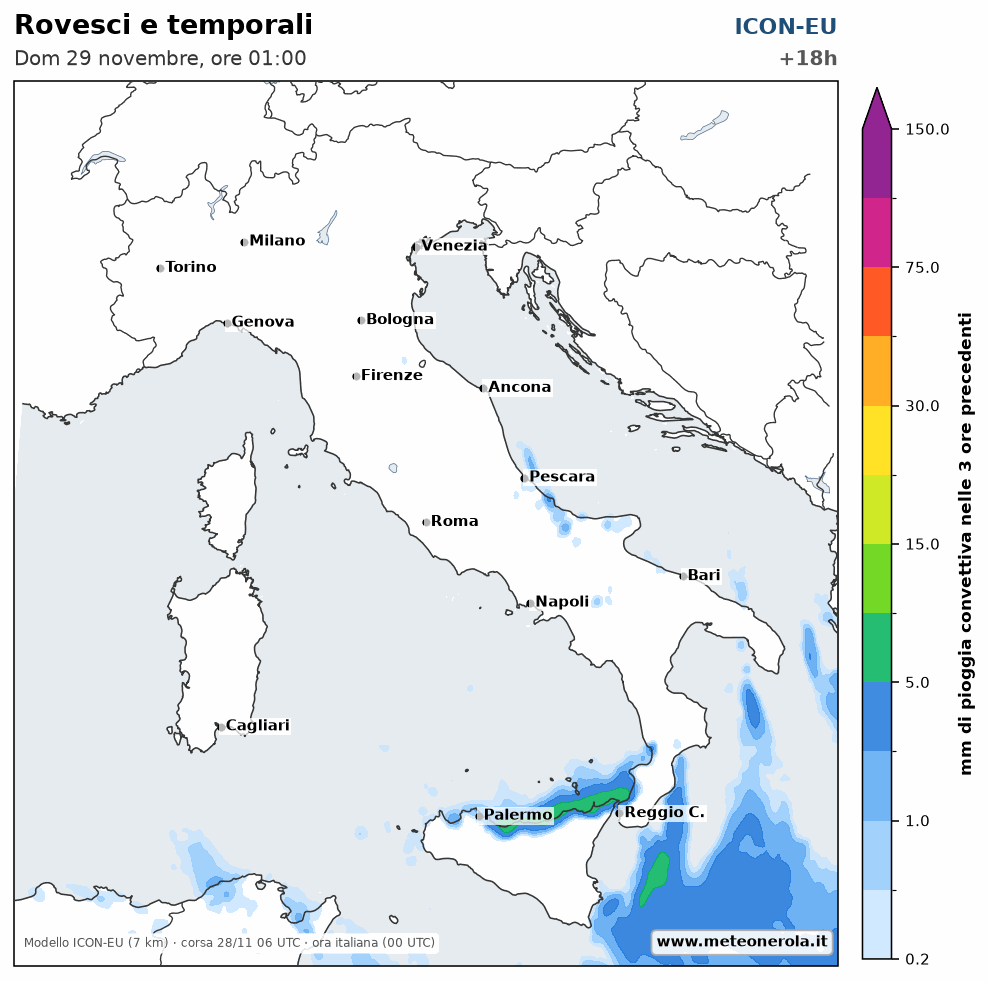 Rovesci e temporali
ICON-EU
Dom 29 novembre, ore 01:00
+18h
150.0
75.0
30.0
15.0
5.0
1.0
0.2
mm di pioggia convettiva nelle 3 ore precedenti
Milano
Venezia
Torino
Genova
Bologna
Firenze
Ancona
Pescara
Roma
Bari
Napoli
Cagliari
Palermo
Reggio C.
Modello ICON-EU (7 km) · corsa 28/11 06 UTC · ora italiana (00 UTC)
www.meteonerola.it